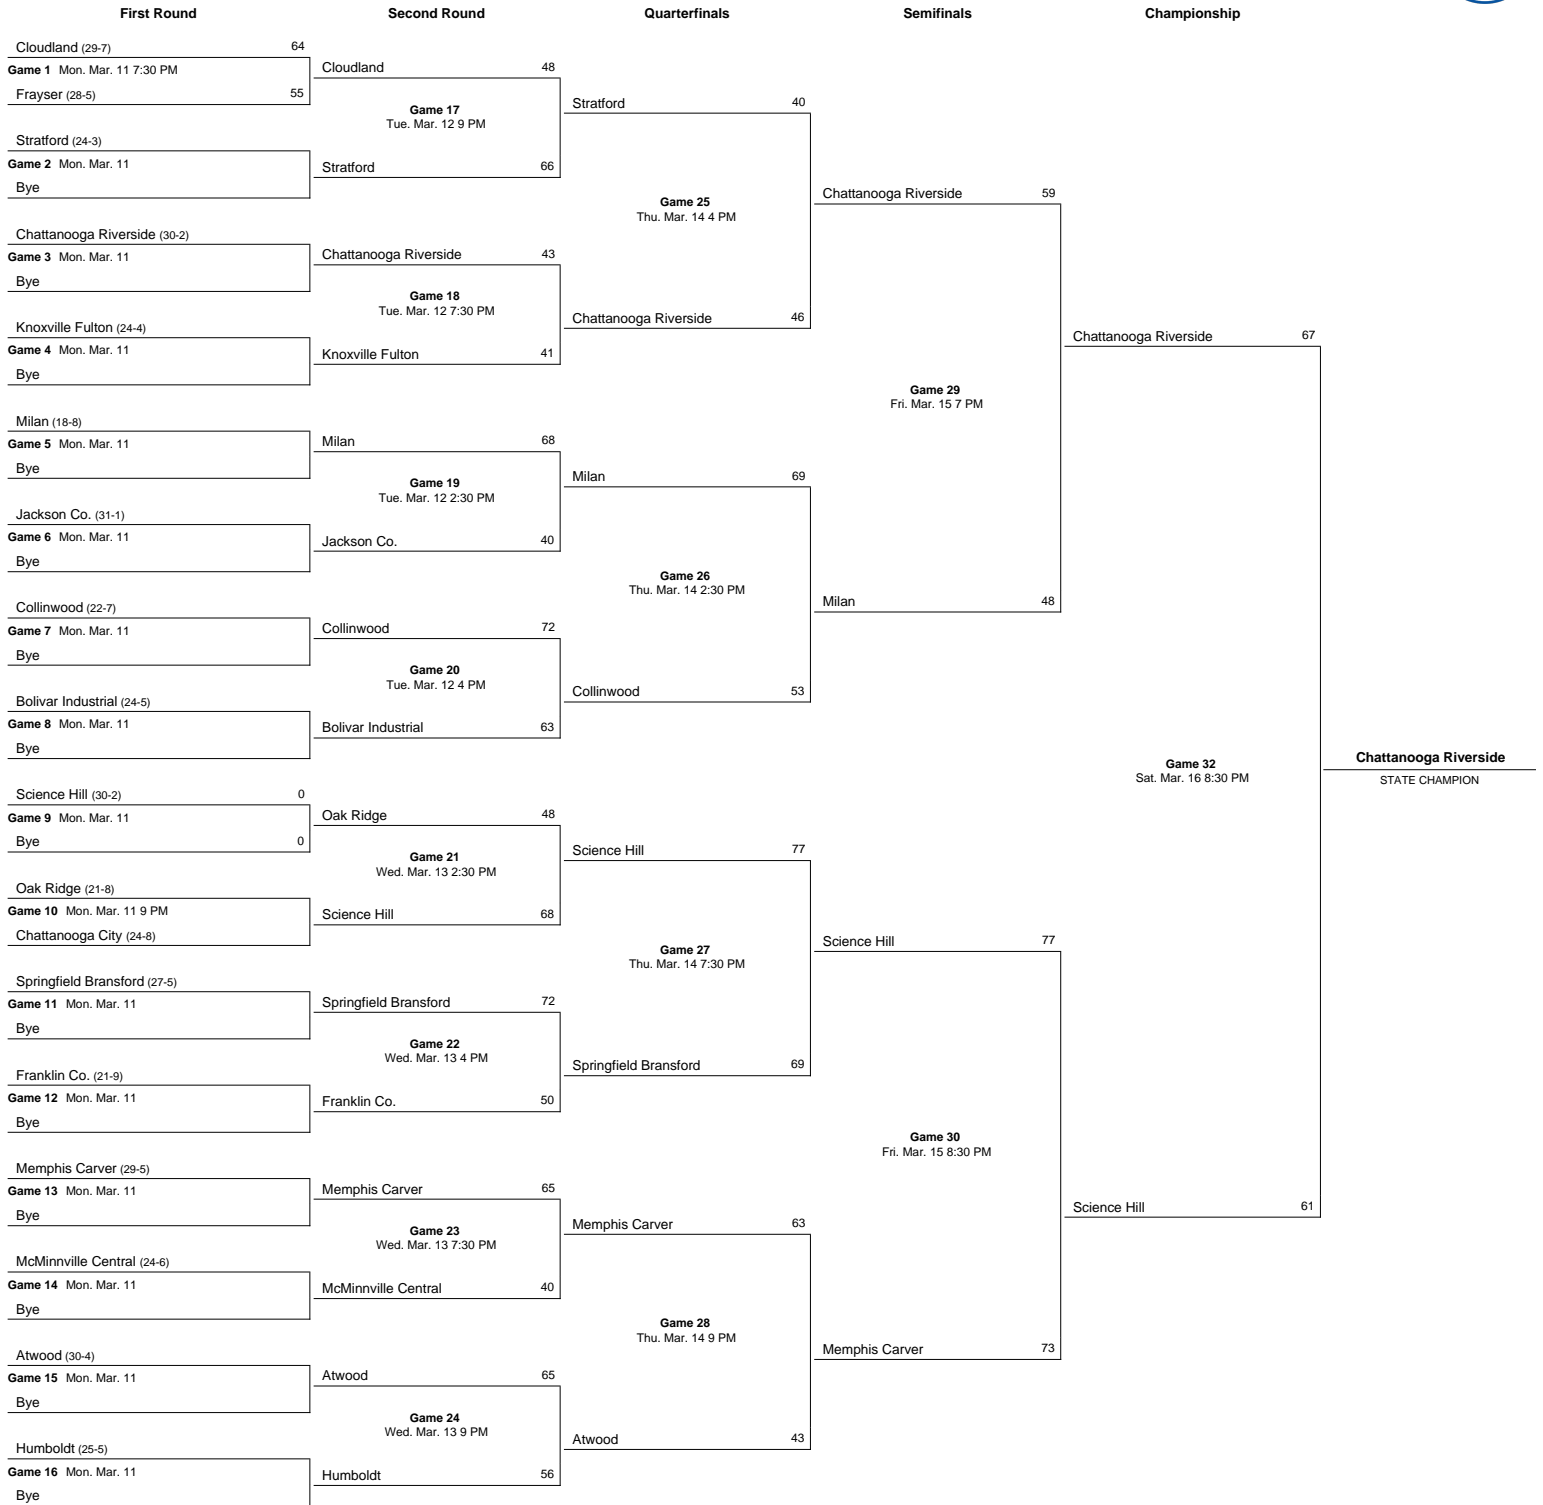 First Round
Second Round
Quarterfinals
Semifinals
Championship
Cloudland (29-7) 64
Game 1 Mon. Mar. 11 7:30 PM
Frayser (28-5) 55
Stratford (24-3)
Game 2 Mon. Mar. 11
Bye
Chattanooga Riverside (30-2)
Game 3 Mon. Mar. 11
Bye
Knoxville Fulton (24-4)
Game 4 Mon. Mar. 11
Bye
Milan (18-8)
Game 5 Mon. Mar. 11
Bye
Jackson Co. (31-1)
Game 6 Mon. Mar. 11
Bye
Collinwood (22-7)
Game 7 Mon. Mar. 11
Bye
Bolivar Industrial (24-5)
Game 8 Mon. Mar. 11
Bye
Science Hill (30-2) 0
Game 9 Mon. Mar. 11
Bye 0
Oak Ridge (21-8)
Game 10 Mon. Mar. 11 9 PM
Chattanooga City (24-8)
Springfield Bransford (27-5)
Game 11 Mon. Mar. 11
Bye
Franklin Co. (21-9)
Game 12 Mon. Mar. 11
Bye
Memphis Carver (29-5)
Game 13 Mon. Mar. 11
Bye
McMinnville Central (24-6)
Game 14 Mon. Mar. 11
Bye
Atwood (30-4)
Game 15 Mon. Mar. 11
Bye
Humboldt (25-5)
Game 16 Mon. Mar. 11
Bye
Cloudland 48
Game 17
Tue. Mar. 12 9 PM
Stratford 66
Chattanooga Riverside 43
Game 18
Tue. Mar. 12 7:30 PM
Knoxville Fulton 41
Milan 68
Game 19
Tue. Mar. 12 2:30 PM
Jackson Co. 40
Collinwood 72
Game 20
Tue. Mar. 12 4 PM
Bolivar Industrial 63
Oak Ridge 48
Game 21
Wed. Mar. 13 2:30 PM
Science Hill 68
Springfield Bransford 72
Game 22
Wed. Mar. 13 4 PM
Franklin Co. 50
Memphis Carver 65
Game 23
Wed. Mar. 13 7:30 PM
McMinnville Central 40
Atwood 65
Game 24
Wed. Mar. 13 9 PM
Humboldt 56
Stratford 40
Game 25
Thu. Mar. 14 4 PM
Chattanooga Riverside 46
Milan 69
Game 26
Thu. Mar. 14 2:30 PM
Collinwood 53
Science Hill 77
Game 27
Thu. Mar. 14 7:30 PM
Springfield Bransford 69
Memphis Carver 63
Game 28
Thu. Mar. 14 9 PM
Atwood 43
Chattanooga Riverside 59
Game 29
Fri. Mar. 15 7 PM
Milan 48
Science Hill 77
Game 30
Fri. Mar. 15 8:30 PM
Memphis Carver 73
Chattanooga Riverside 67
Game 32
Sat. Mar. 16 8:30 PM
Science Hill 61
Chattanooga Riverside
STATE CHAMPION